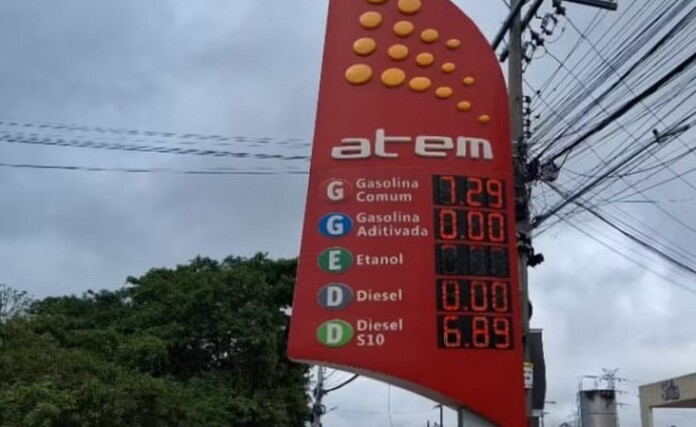 atem
G Gasolina Comum 7.29
G Gasolina Aditivada 0.00
E Etanol
D Diesel 0.00
D Diesel S10 6.89